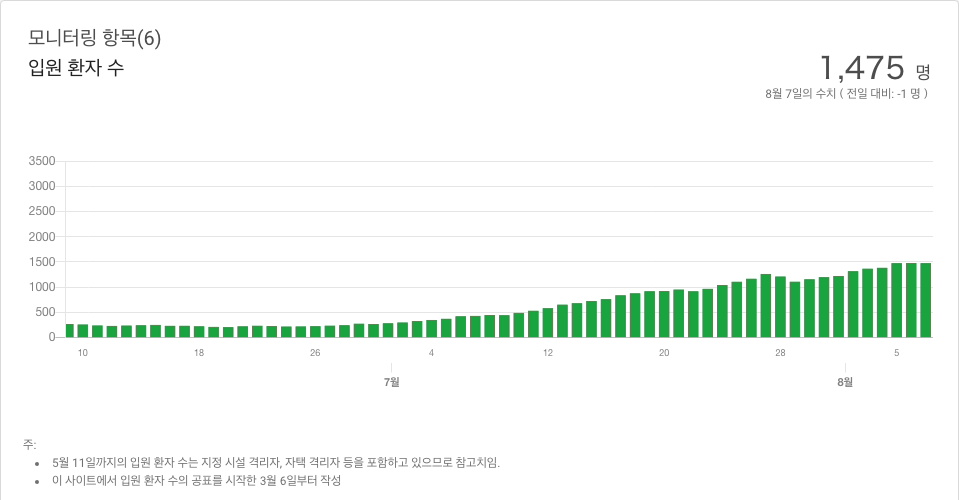 모니터링 항목(6)
입원 환자 수
1,475 명
8월 7일의 수치 ( 전일 대비: -1 명 )
3500
3000
2500
2000
1500
1000
500
0
10 18 26 4 12 20 28 5
7월 8월
주:
• 5월 11일까지의 입원 환자 수는 지정 시설 격리자, 자택 격리자 등을 포함하고 있으므로 참고치임.
• 이 사이트에서 입원 환자 수의 공표를 시작한 3월 6일부터 작성